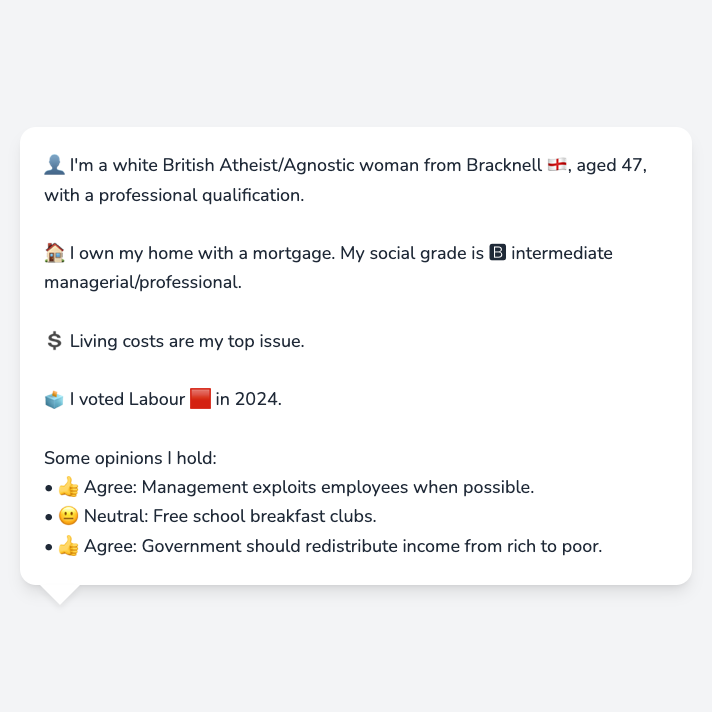 👤 I'm a white British Atheist/Agnostic woman from Bracknell 🏴󠁧󠁢󠁥󠁮󠁧󠁿, aged 47,
with a professional qualification.
🏠 I own my home with a mortgage. My social grade is 🅱 intermediate
managerial/professional.
💲 Living costs are my top issue.
🗳️ I voted Labour 🟥 in 2024.
Some opinions I hold:
• 👍 Agree: Management exploits employees when possible.
• 😐 Neutral: Free school breakfast clubs.
• 👍 Agree: Government should redistribute income from rich to poor.